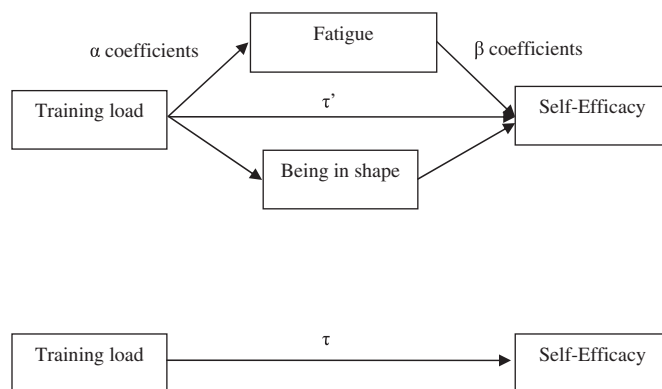 Fatigue
α coefficients
β coefficients
Training load
τ’
Self-Efficacy
Being in shape
Training load
τ
Self-Efficacy